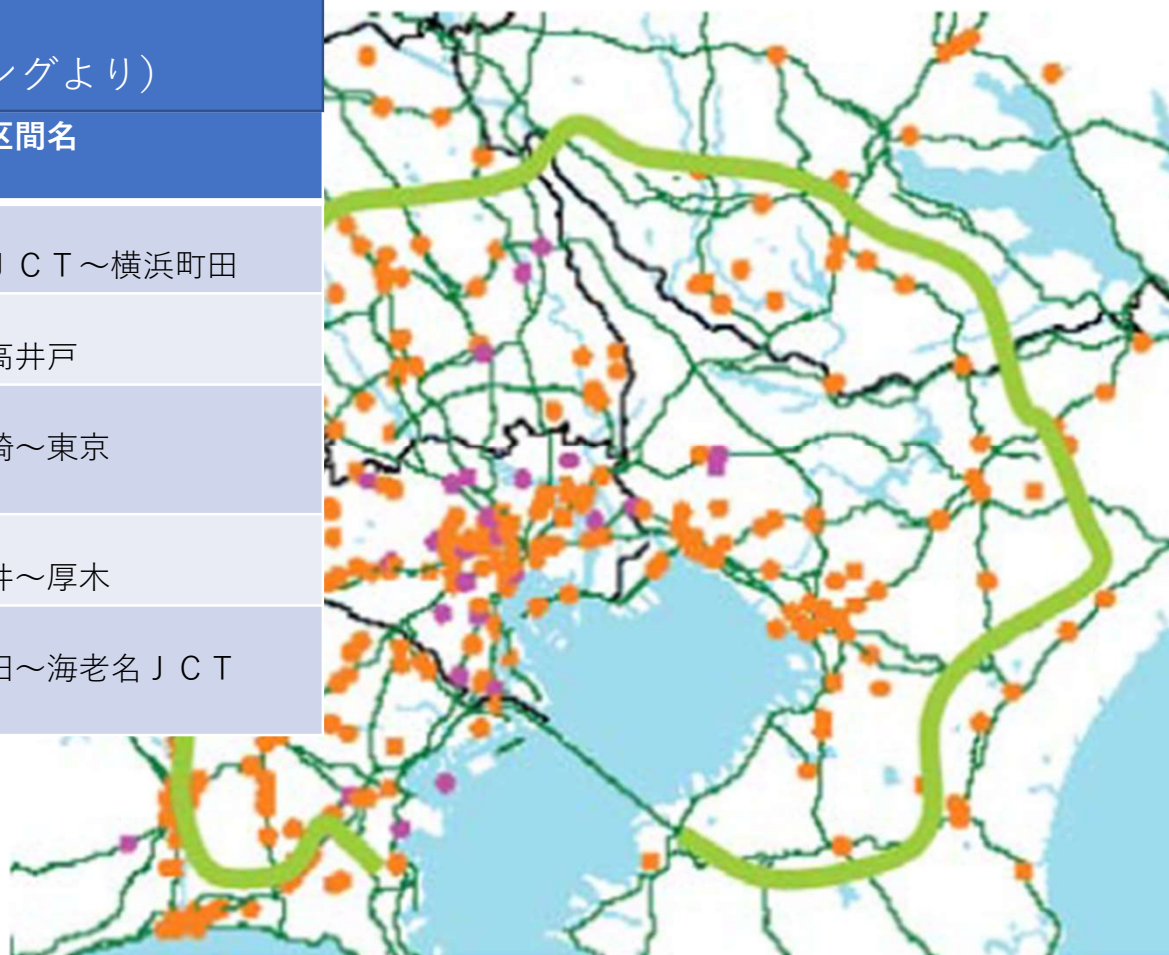 ングより）
区間名
ＪＣＴ～横浜町田
高井戸
崎～東京
井～厚木
田～海老名ＪＣＴ